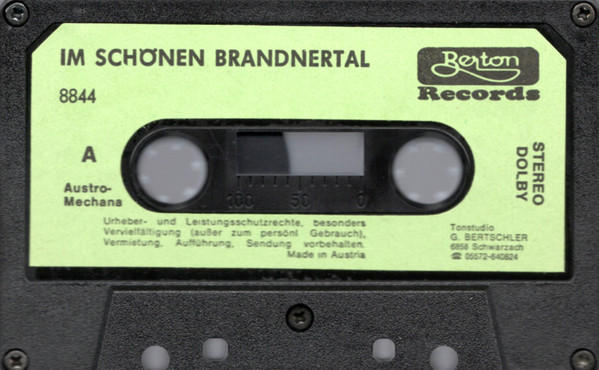 IM SCHÖNEN BRANDNERTAL
Berton
Records
8844
A
STEREO
DOLBY
Austro-
Mechana
100 50 0
Urheber- und Leistungsschutzrechte, besonders
Vervielfältigung (außer zum persönl Gebrauch),
Vermietung, Aufführung, Sendung vorbehalten.
Made in Austria
Tonstudio
G. BERTSCHLER
6858 Schwarzach
☎ 05572-640824